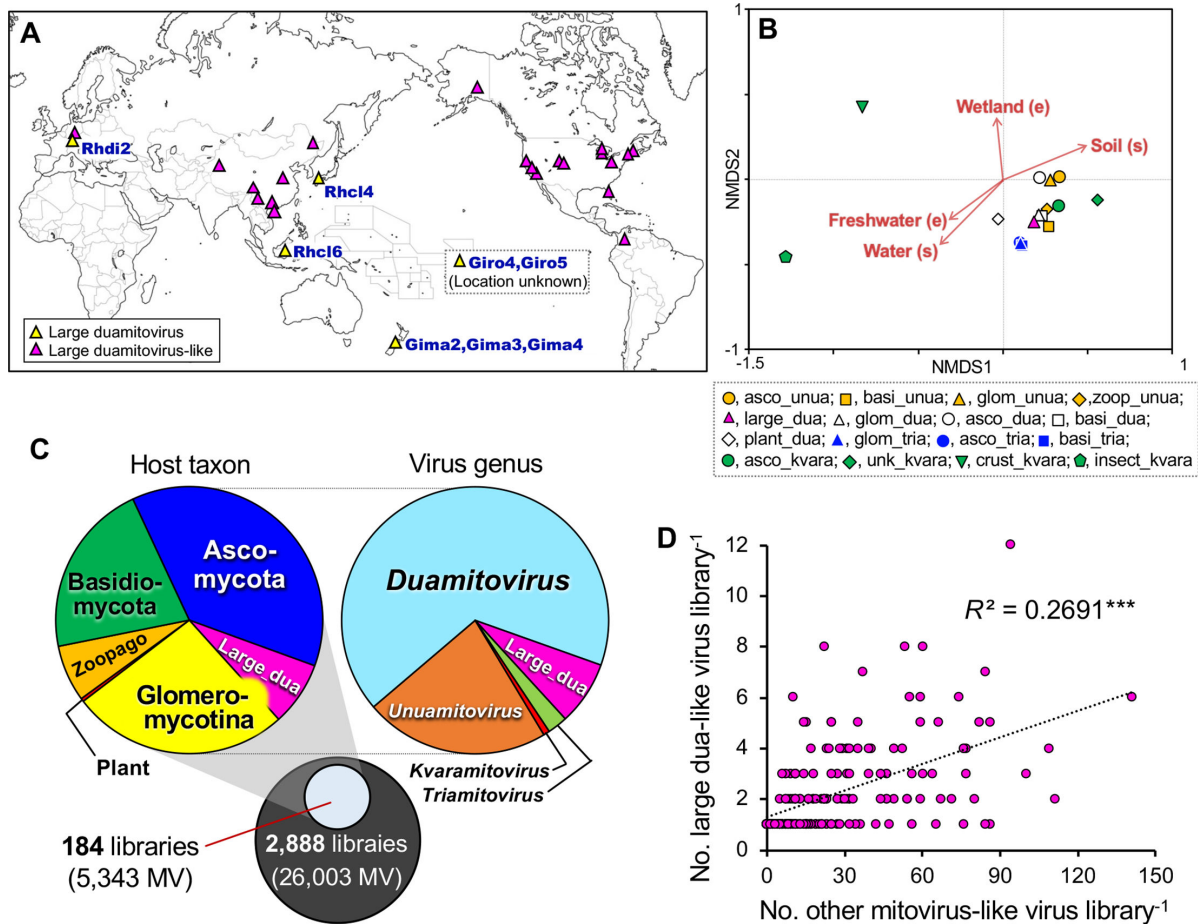 A
Rhdi2
Rhcl4
Rhcl6
Giro4,Giro5
(Location unknown)
Gima2,Gima3,Gima4
Large duamitovirus
Large duamitovirus-like
B
1
NMDS2
-1
-1.5
NMDS1
1
Wetland (e)
Soil (s)
Freshwater (e)
Water (s)
, asco_unua; , basi_unua; , glom_unua; ,zoop_unua;
, large_dua; , glom_dua; , asco_dua; , basi_dua;
, plant_dua; , glom_tria; , asco_tria; , basi_tria;
, asco_kvara; , unk_kvara; , crust_kvara; , insect_kvara
C
Host taxon
Virus genus
Asco-
mycota
Basidio-
mycota
Zoopago
Large_dua
Glomero-
mycotina
Plant
Duamitovirus
Large_dua
Unuamitovirus
Kvaramitovirus
Triamitovirus
184 libraries
(5,343 MV)
2,888 libraies
(26,003 MV)
D
No. large dua-like virus library⁻¹
12
10
8
6
4
2
0
R² = 0.2691***
0 30 60 90 120 150
No. other mitovirus-like virus library⁻¹